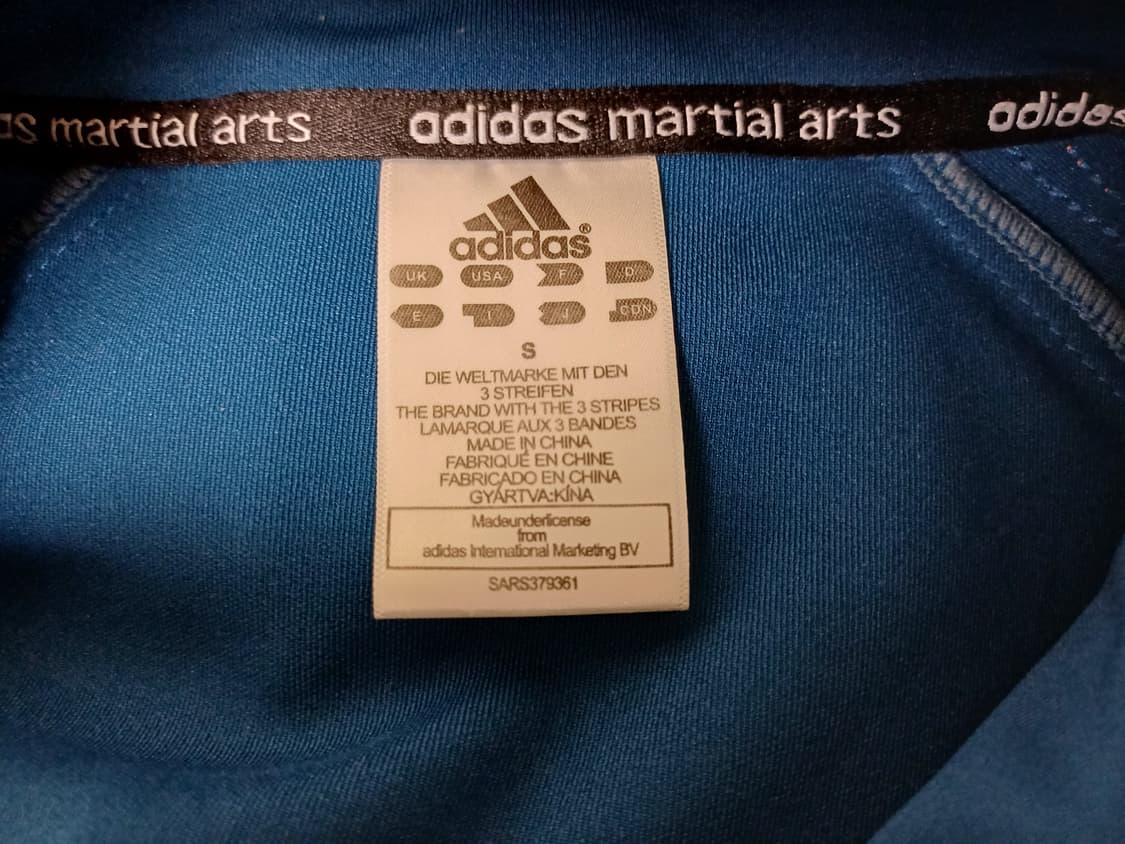 as martial arts adidas martial arts adidas
adidas®
UK USA F D
E I J CDN
S
DIE WELTMARKE MIT DEN
3 STREIFEN
THE BRAND WITH THE 3 STRIPES
LAMARQUE AUX 3 BANDES
MADE IN CHINA
FABRIQUÉ EN CHINE
FABRICADO EN CHINA
GYÁRTVA:KÍNA
Madeunderlicense
from
adidas International Marketing BV
SARS379361